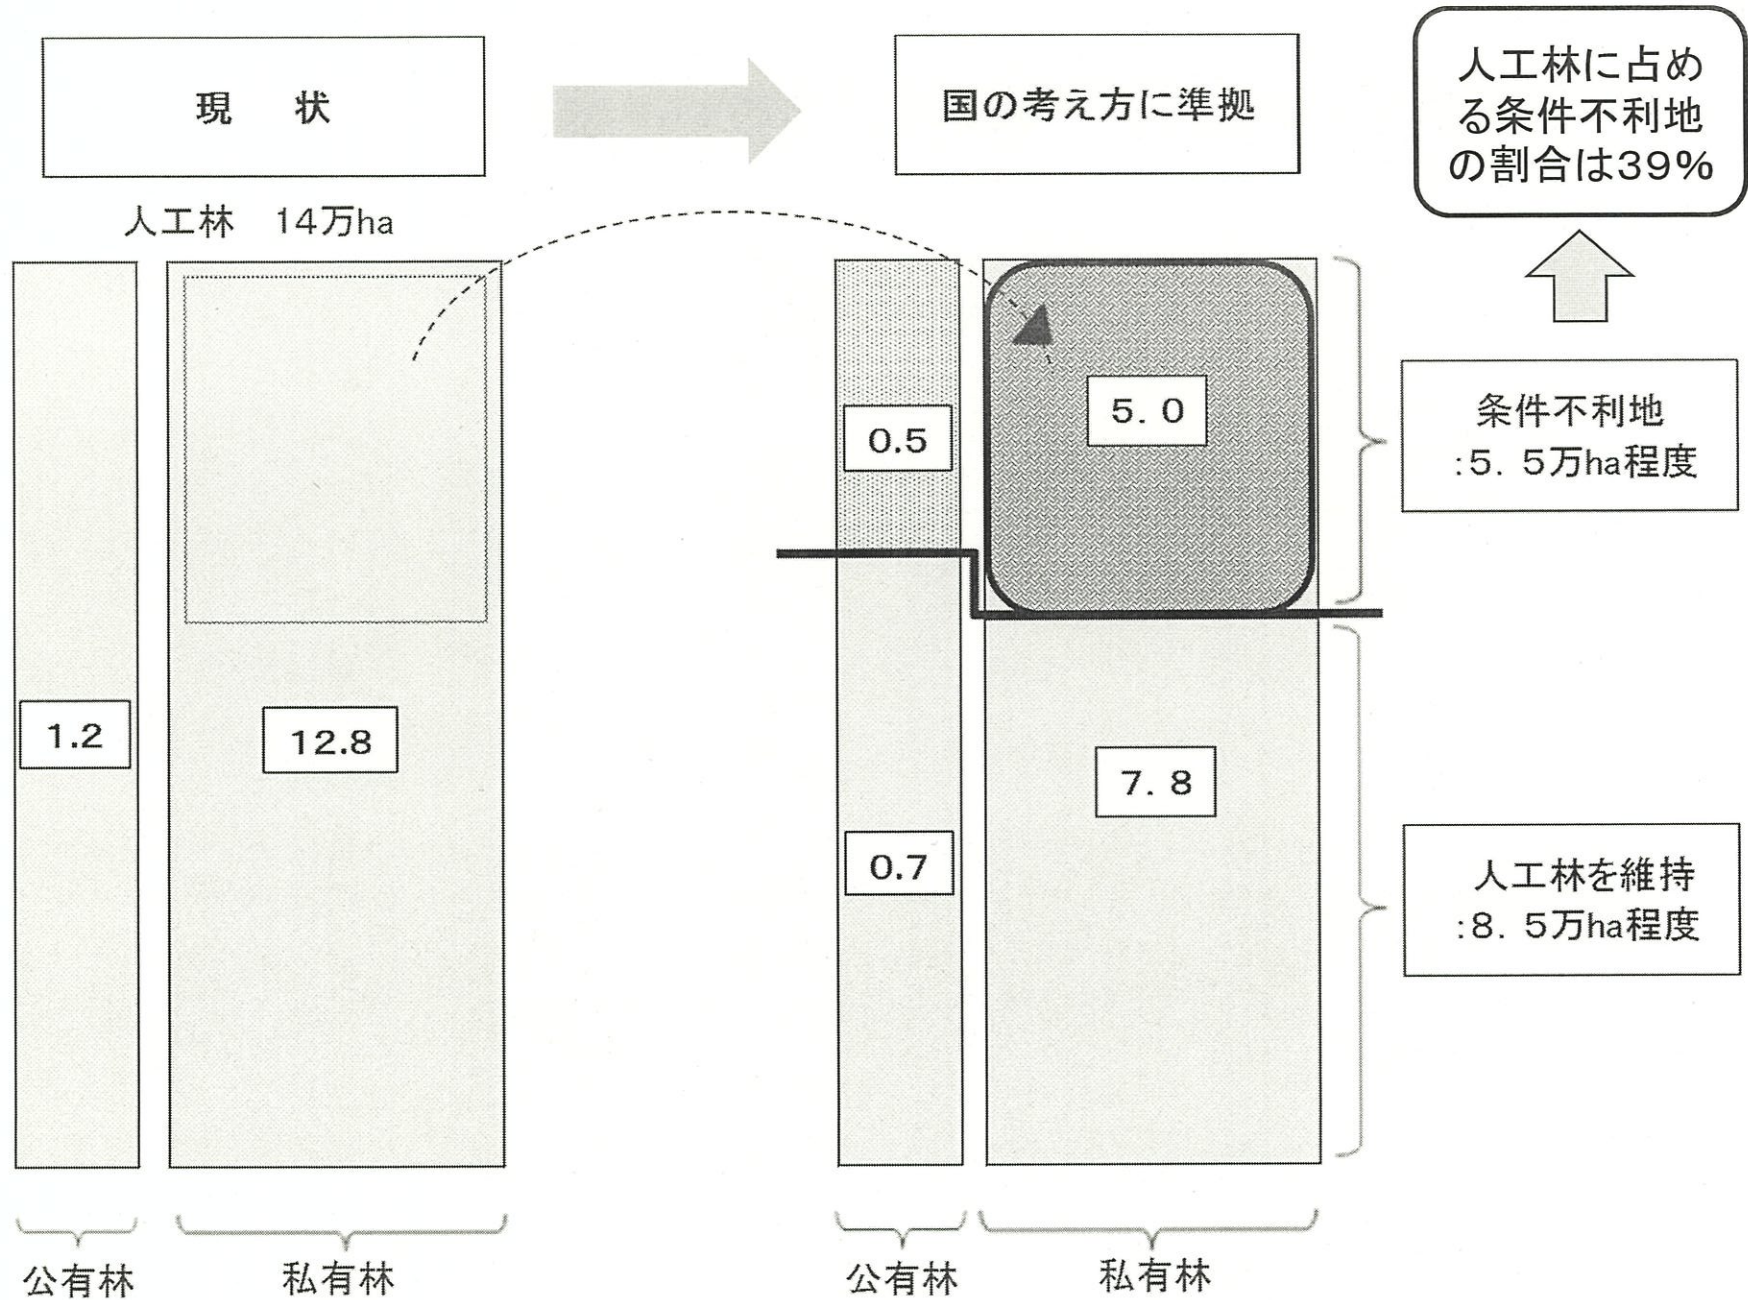 現　状
国の考え方に準拠
人工林に占め
る条件不利地
の割合は39%
人工林　14万ha
1.2
12.8
0.5
5. 0
0.7
7. 8
条件不利地
:5. 5万ha程度
人工林を維持
:8. 5万ha程度
公有林
私有林
公有林
私有林